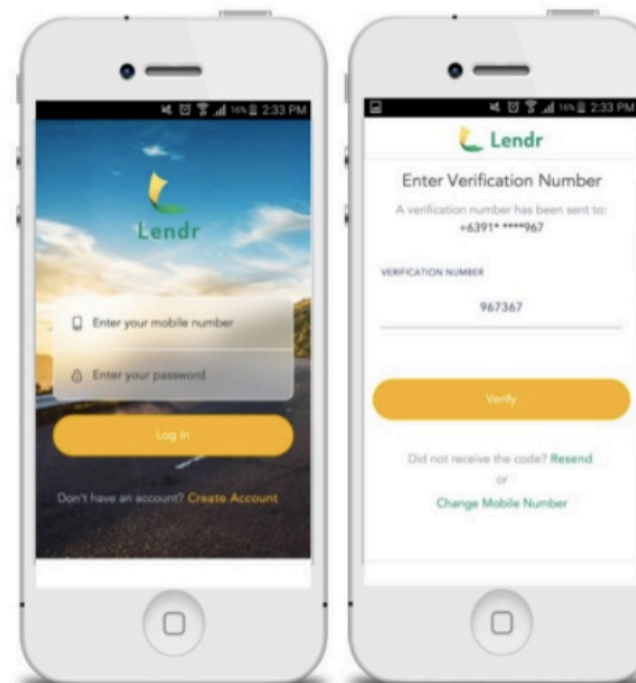 16% 2:33 PM
Lendr
Enter your mobile number
Enter your password
Log In
Don't have an account? Create Account
16% 2:33 PM
Lendr
Enter Verification Number
A verification number has been sent to:
+6391* ****967
VERIFICATION NUMBER
967367
Verify
Did not receive the code? Resend
or
Change Mobile Number